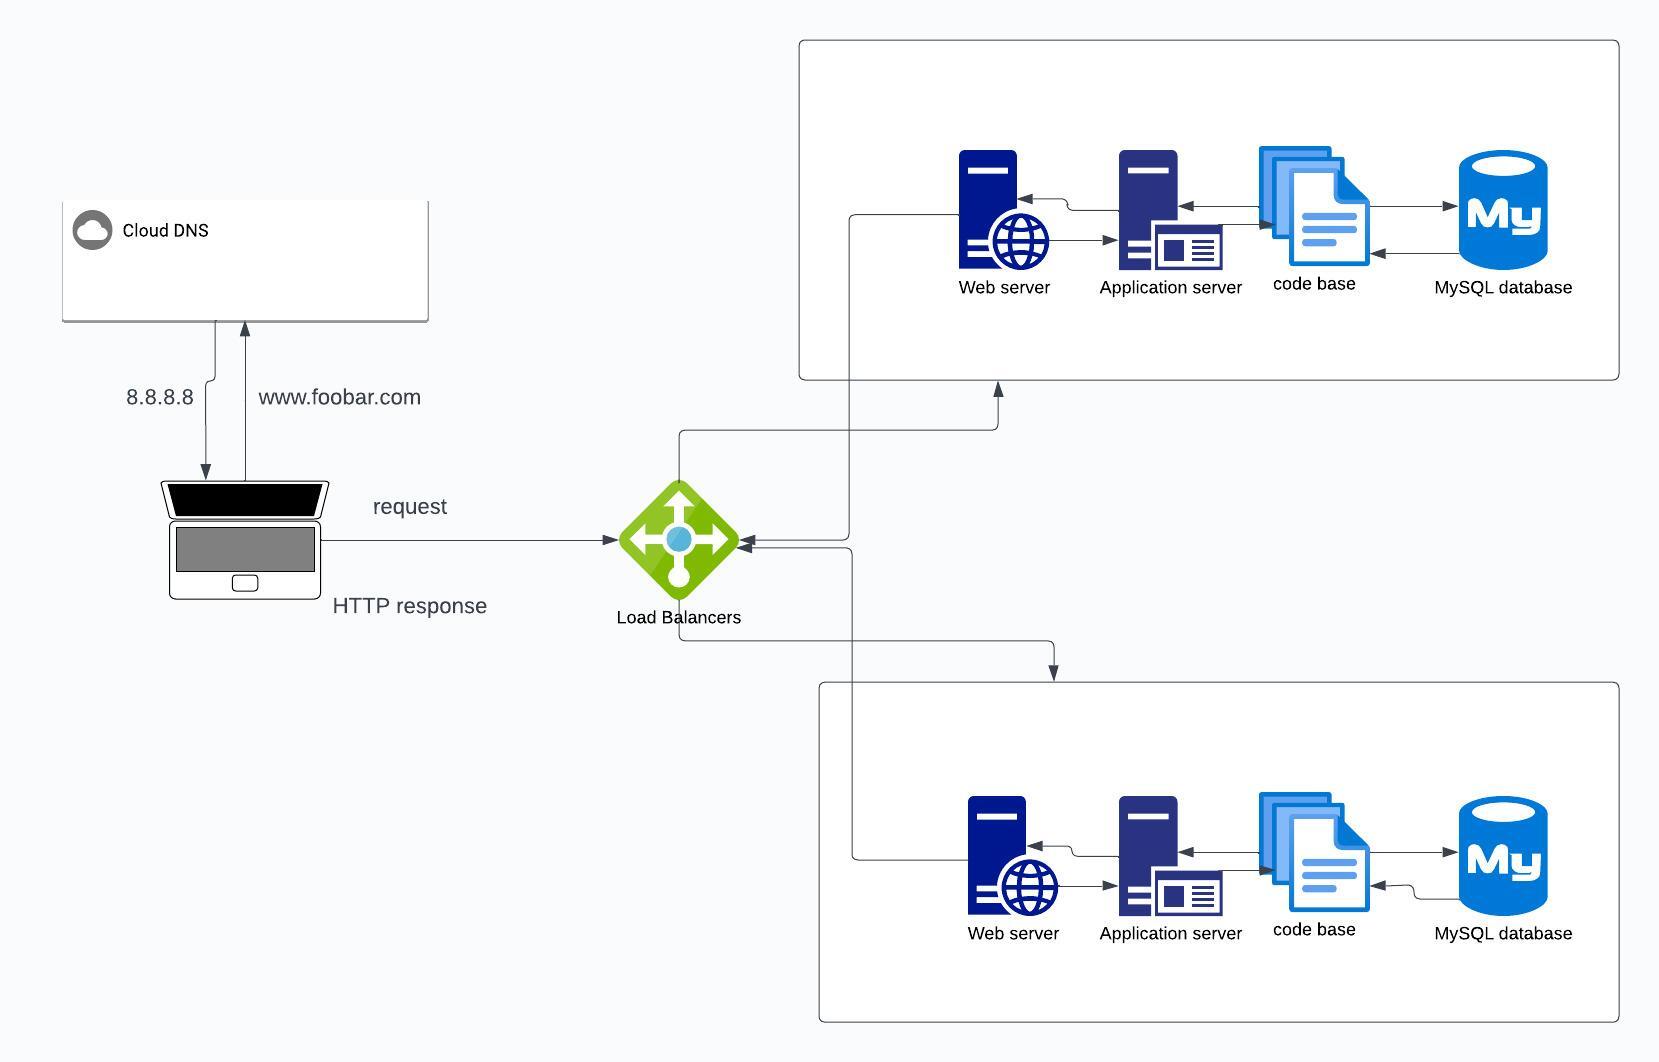 Cloud DNS
8.8.8.8
www.foobar.com
request
HTTP response
Load Balancers
My
Web server
Application server
code base
MySQL database
My
Web server
Application server
code base
MySQL database